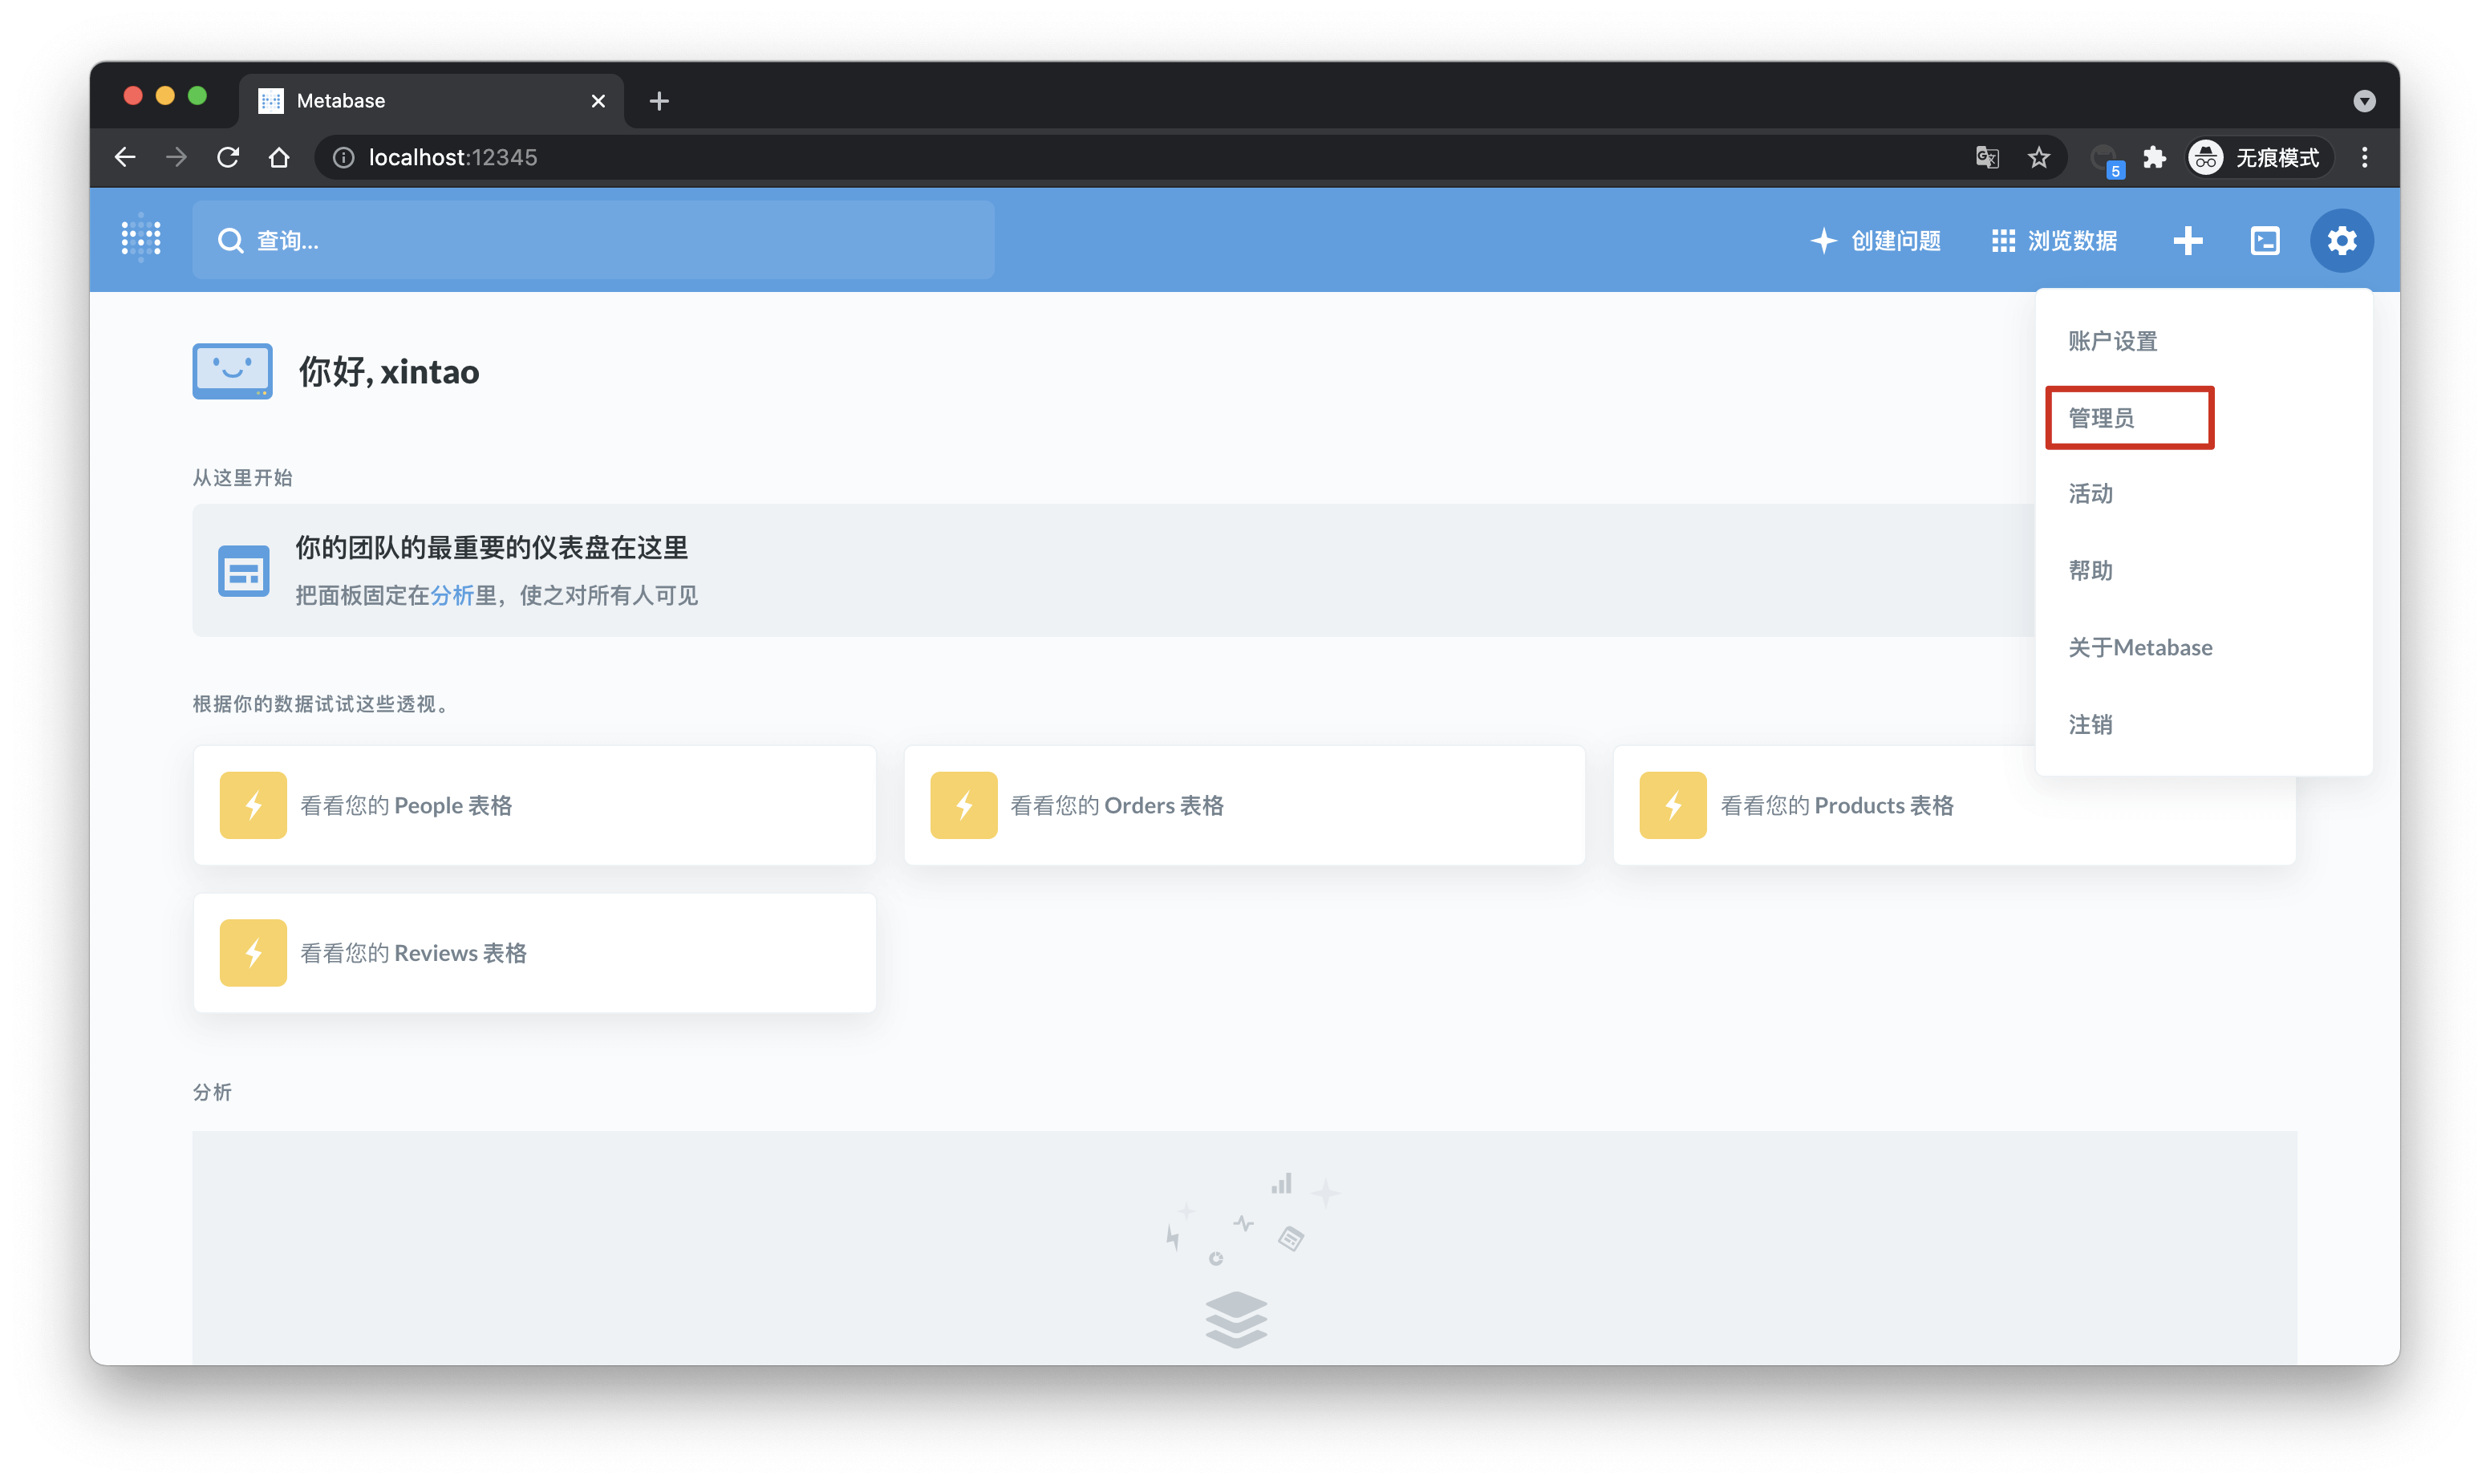 Metabase
localhost:12345
5
无痕模式
查询...
创建问题
浏览数据
你好, xintao
账户设置
管理员
活动
帮助
关于Metabase
注销
从这里开始
你的团队的最重要的仪表盘在这里
把面板固定在分析里，使之对所有人可见
根据你的数据试试这些透视。
看看您的 People 表格
看看您的 Orders 表格
看看您的 Products 表格
看看您的 Reviews 表格
分析